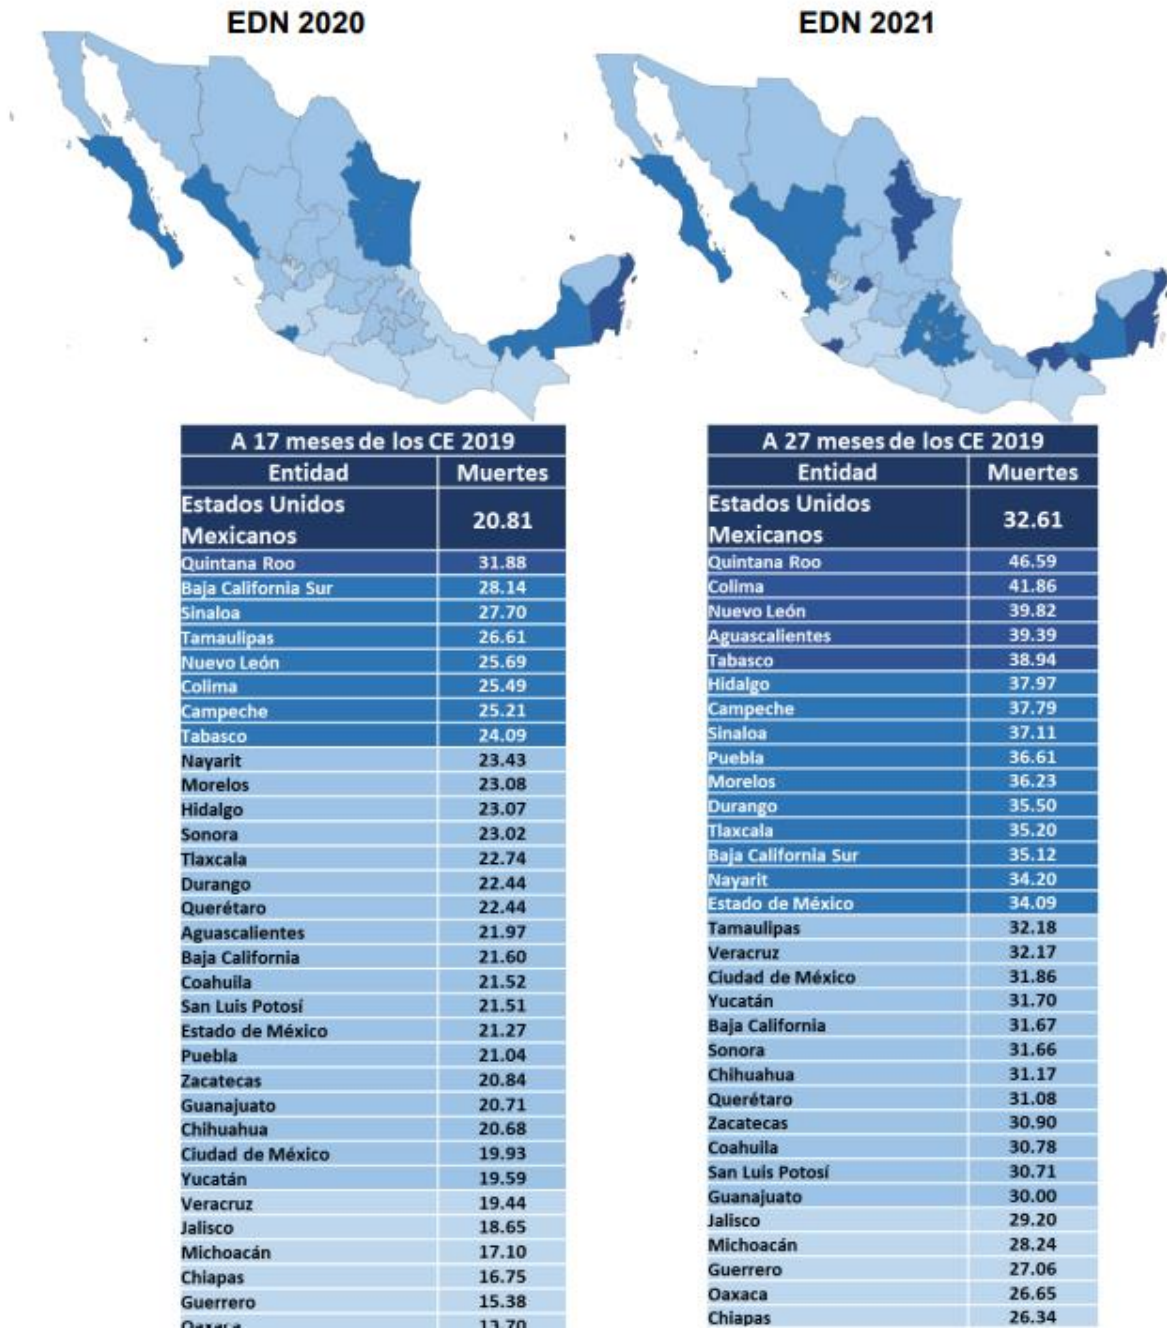 EDN 2020
EDN 2021
A 17 meses de los CE 2019
Entidad Muertes
Estados Unidos
Mexicanos
20.81
Quintana Roo 31.88
Baja California Sur 28.14
Sinaloa 27.70
Tamaulipas 26.61
Nuevo León 25.69
Colima 25.49
Campeche 25.21
Tabasco 24.09
Nayarit 23.43
Morelos 23.08
Hidalgo 23.07
Sonora 23.02
Tlaxcala 22.74
Durango 22.44
Querétaro 22.44
Aguascalientes 21.97
Baja California 21.60
Coahuila 21.52
San Luis Potosí 21.51
Estado de México 21.27
Puebla 21.04
Zacatecas 20.84
Guanajuato 20.71
Chihuahua 20.68
Ciudad de México 19.93
Yucatán 19.59
Veracruz 19.44
Jalisco 18.65
Michoacán 17.10
Chiapas 16.75
Guerrero 15.38
Oaxaca 13.70
A 27 meses de los CE 2019
Entidad Muertes
Estados Unidos
Mexicanos
32.61
Quintana Roo 46.59
Colima 41.86
Nuevo León 39.82
Aguascalientes 39.39
Tabasco 38.94
Hidalgo 37.97
Campeche 37.79
Sinaloa 37.11
Puebla 36.61
Morelos 36.23
Durango 35.50
Tlaxcala 35.20
Baja California Sur 35.12
Nayarit 34.20
Estado de México 34.09
Tamaulipas 32.18
Veracruz 32.17
Ciudad de México 31.86
Yucatán 31.70
Baja California 31.67
Sonora 31.66
Chihuahua 31.17
Querétaro 31.08
Zacatecas 30.90
Coahuila 30.78
San Luis Potosí 30.71
Guanajuato 30.00
Jalisco 29.20
Michoacán 28.24
Guerrero 27.06
Oaxaca 26.65
Chiapas 26.34